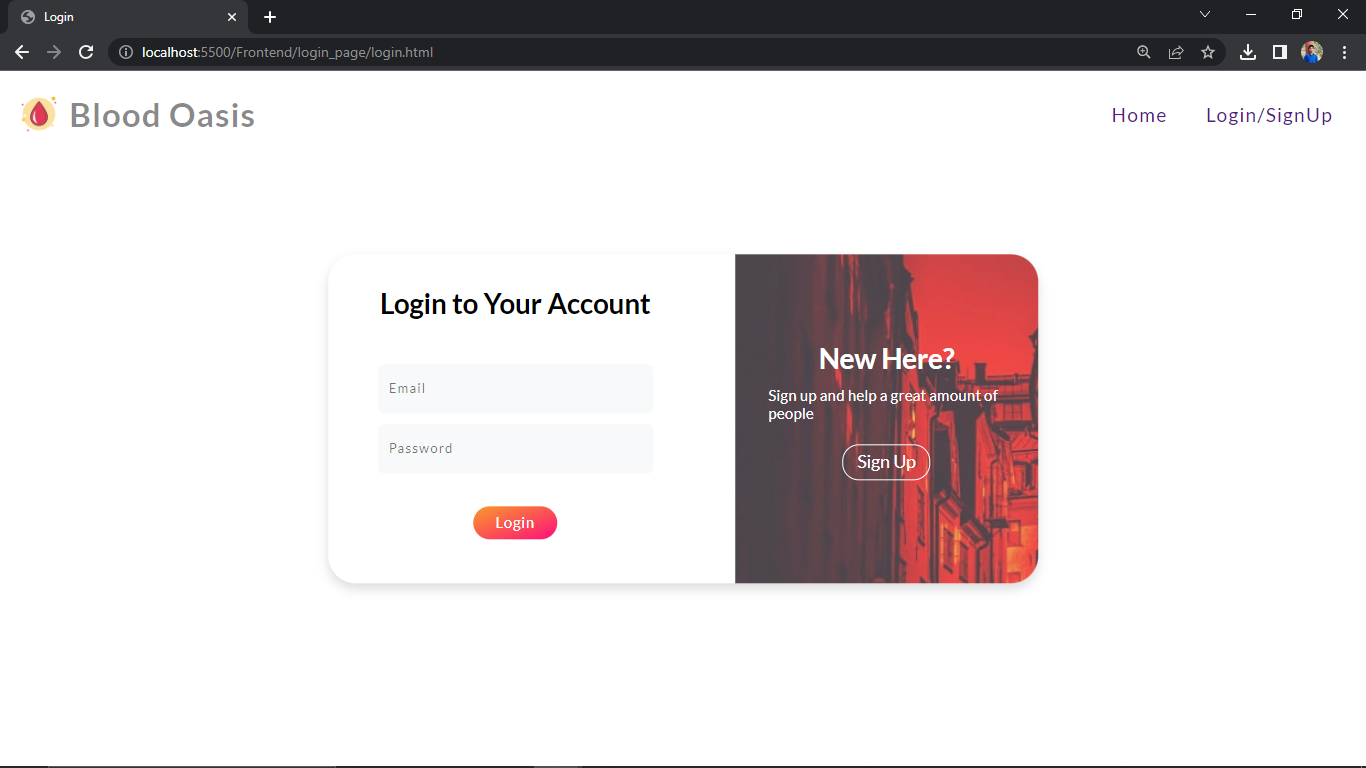 Login
localhost:5500/Frontend/login_page/login.html
Blood Oasis
Home
Login/SignUp
Login to Your Account
Email
Password
Login
New Here?
Sign up and help a great amount of
people
Sign Up